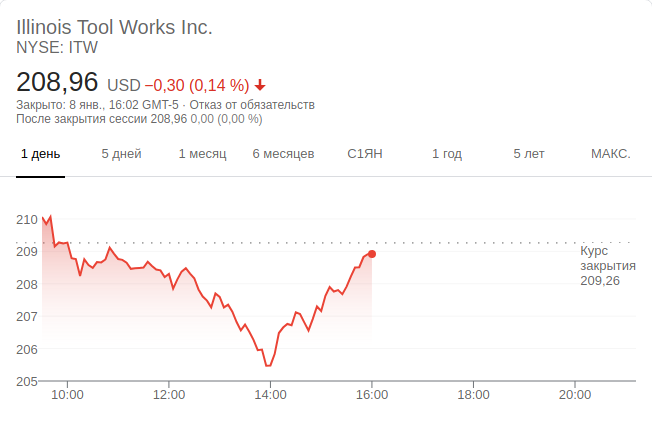 Illinois Tool Works Inc.
NYSE: ITW
208,96 USD −0,30 (0,14 %)
Закрыто: 8 янв., 16:02 GMT-5 · Отказ от обязательств
После закрытия сессии 208,96 0,00 (0,00 %)
1 день 5 дней 1 месяц 6 месяцев С1ЯН 1 год 5 лет МАКС.
210
209
208
207
206
205
Курс
закрытия
209,26
10:00 12:00 14:00 16:00 18:00 20:00